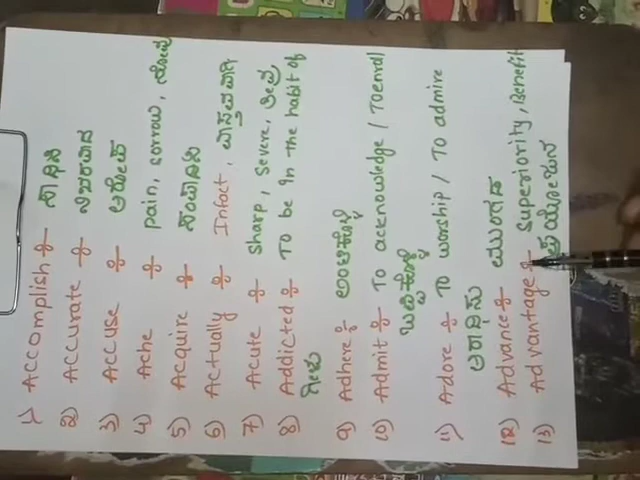 1) Accomplish :- ಸಾಧಿಸಿ
2) Accurate :- ನಿಖರವಾದ
3) Accuse :- ಆರೋಪ
4) Ache :- pain, sorrow, ನೋವು
5) Acquire :- ಸಂಪಾದಿಸು
6) Actually :- Infact, ವಾಸ್ತವವಾಗಿ
7) Acute :- sharp, severe, ತೀವ್ರ
8) Addicted :- To be in the habit of
ಗೀಳು
9) Adhere :- ಅಂಟಿಕೊಳ್ಳಿ
10) Admit :- To acknowledge / To enrol
ಒಪ್ಪಿಕೊಳ್ಳಿ
11) Adore :- To worship / To admire
ಆರಾಧಿಸು
12) Advance :- ಮುಂಗಡ
13) Advantage :- Superiority, Benefit
ಪ್ರಯೋಜನ